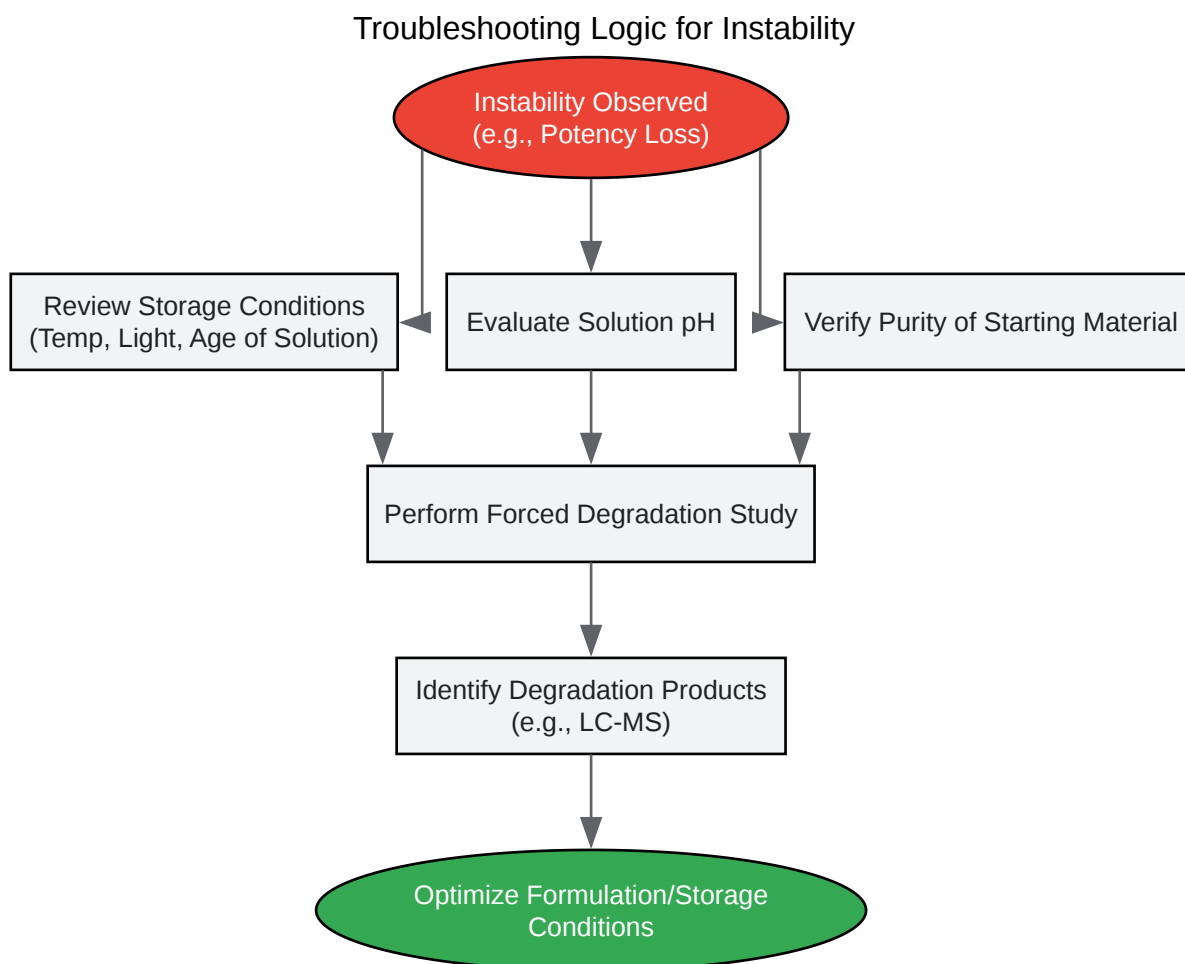 Troubleshooting Logic for Instability
Instability Observed
(e.g., Potency Loss)
Review Storage Conditions
(Temp, Light, Age of Solution)
Evaluate Solution pH
Verify Purity of Starting Material
Perform Forced Degradation Study
Identify Degradation Products
(e.g., LC-MS)
Optimize Formulation/Storage
Conditions